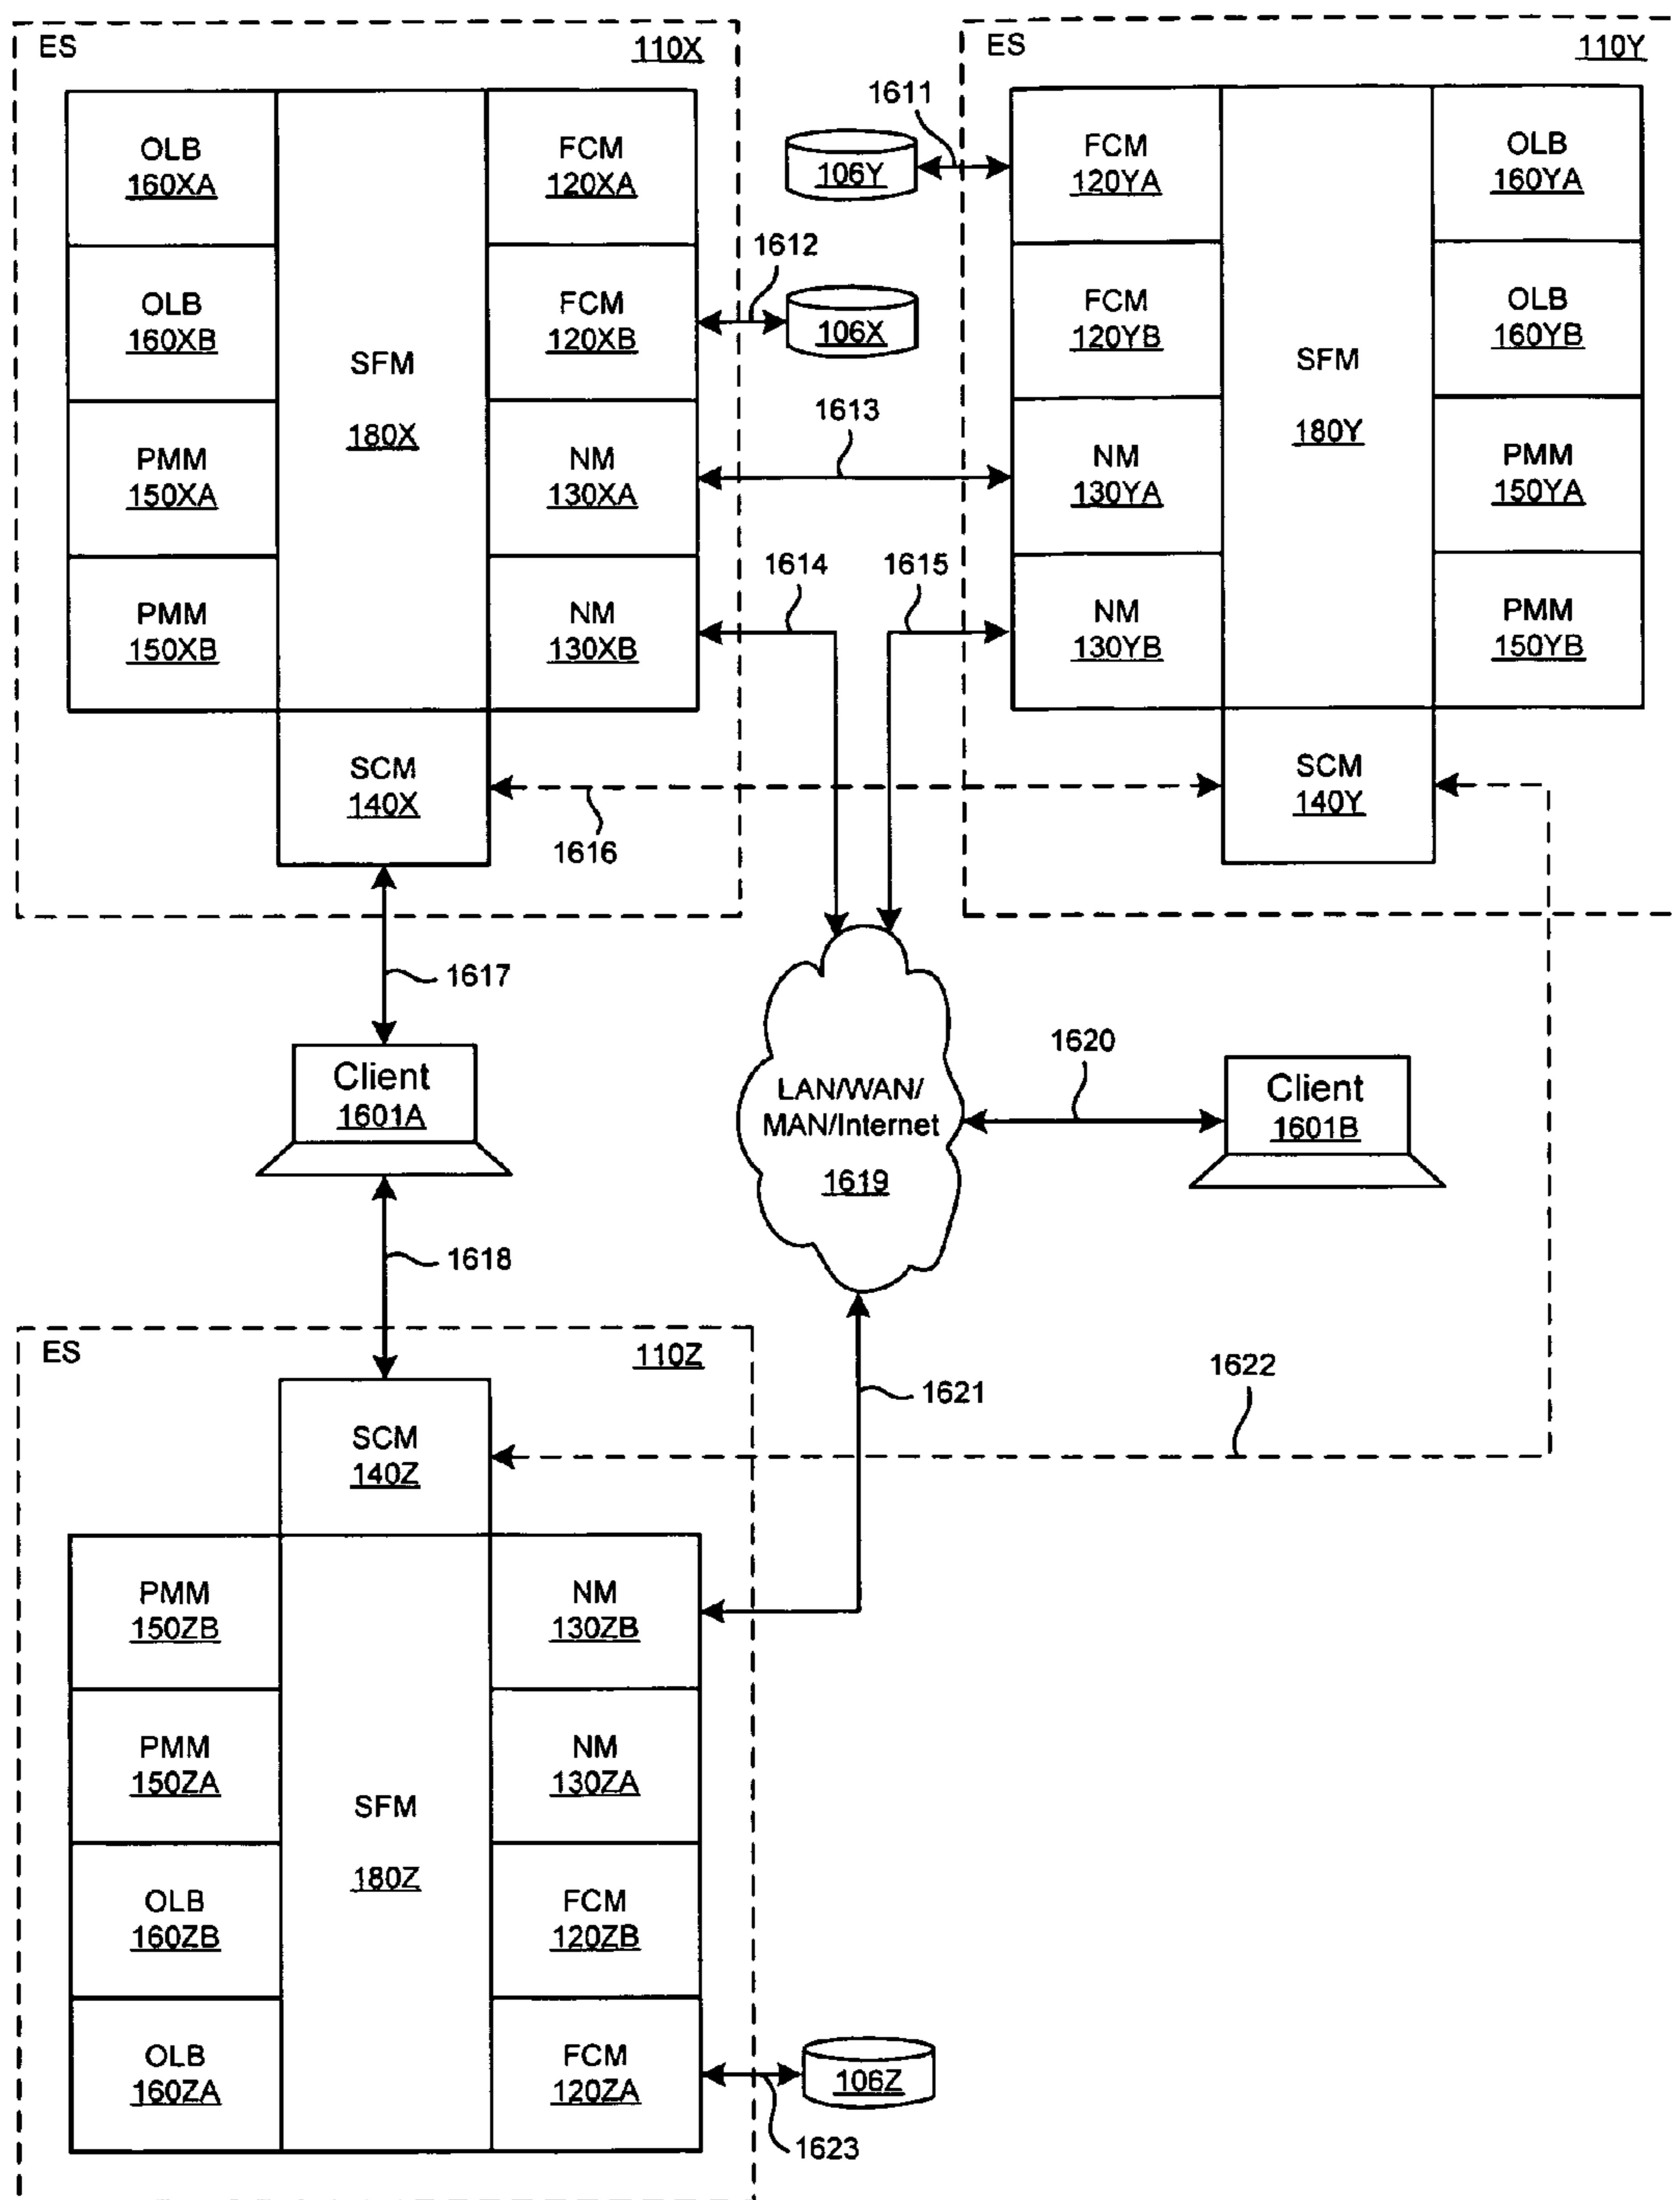 ES
110X
OLB
160XA
OLB
160XB
PMM
150XA
PMM
150XB
SFM
180X
FCM
120XA
FCM
120XB
NM
130XA
NM
130XB
SCM
140X
1611
106Y
1612
106X
1613
1614
1615
1616
ES
110Y
FCM
120YA
FCM
120YB
NM
130YA
NM
130YB
SFM
180Y
OLB
160YA
OLB
160YB
PMM
150YA
PMM
150YB
SCM
140Y
1617
Client
1601A
1618
LAN/WAN/
MAN/Internet
1619
1620
Client
1601B
1621
1622
ES
110Z
SCM
140Z
PMM
150ZB
PMM
150ZA
OLB
160ZB
OLB
160ZA
SFM
180Z
NM
130ZB
NM
130ZA
FCM
120ZB
FCM
120ZA
106Z
1623